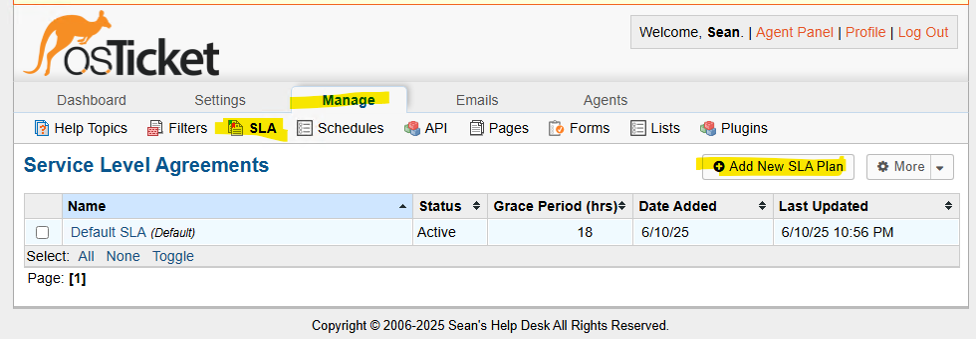 osTicket
Welcome, Sean. | Agent Panel | Profile | Log Out
Dashboard Settings Manage Emails Agents
Help Topics Filters SLA Schedules API Pages Forms Lists Plugins
Service Level Agreements Add New SLA Plan More
Name Status Grace Period (hrs) Date Added Last Updated
Default SLA (Default) Active 18 6/10/25 6/10/25 10:56 PM
Select: All None Toggle
Page: [1]
Copyright © 2006-2025 Sean's Help Desk All Rights Reserved.